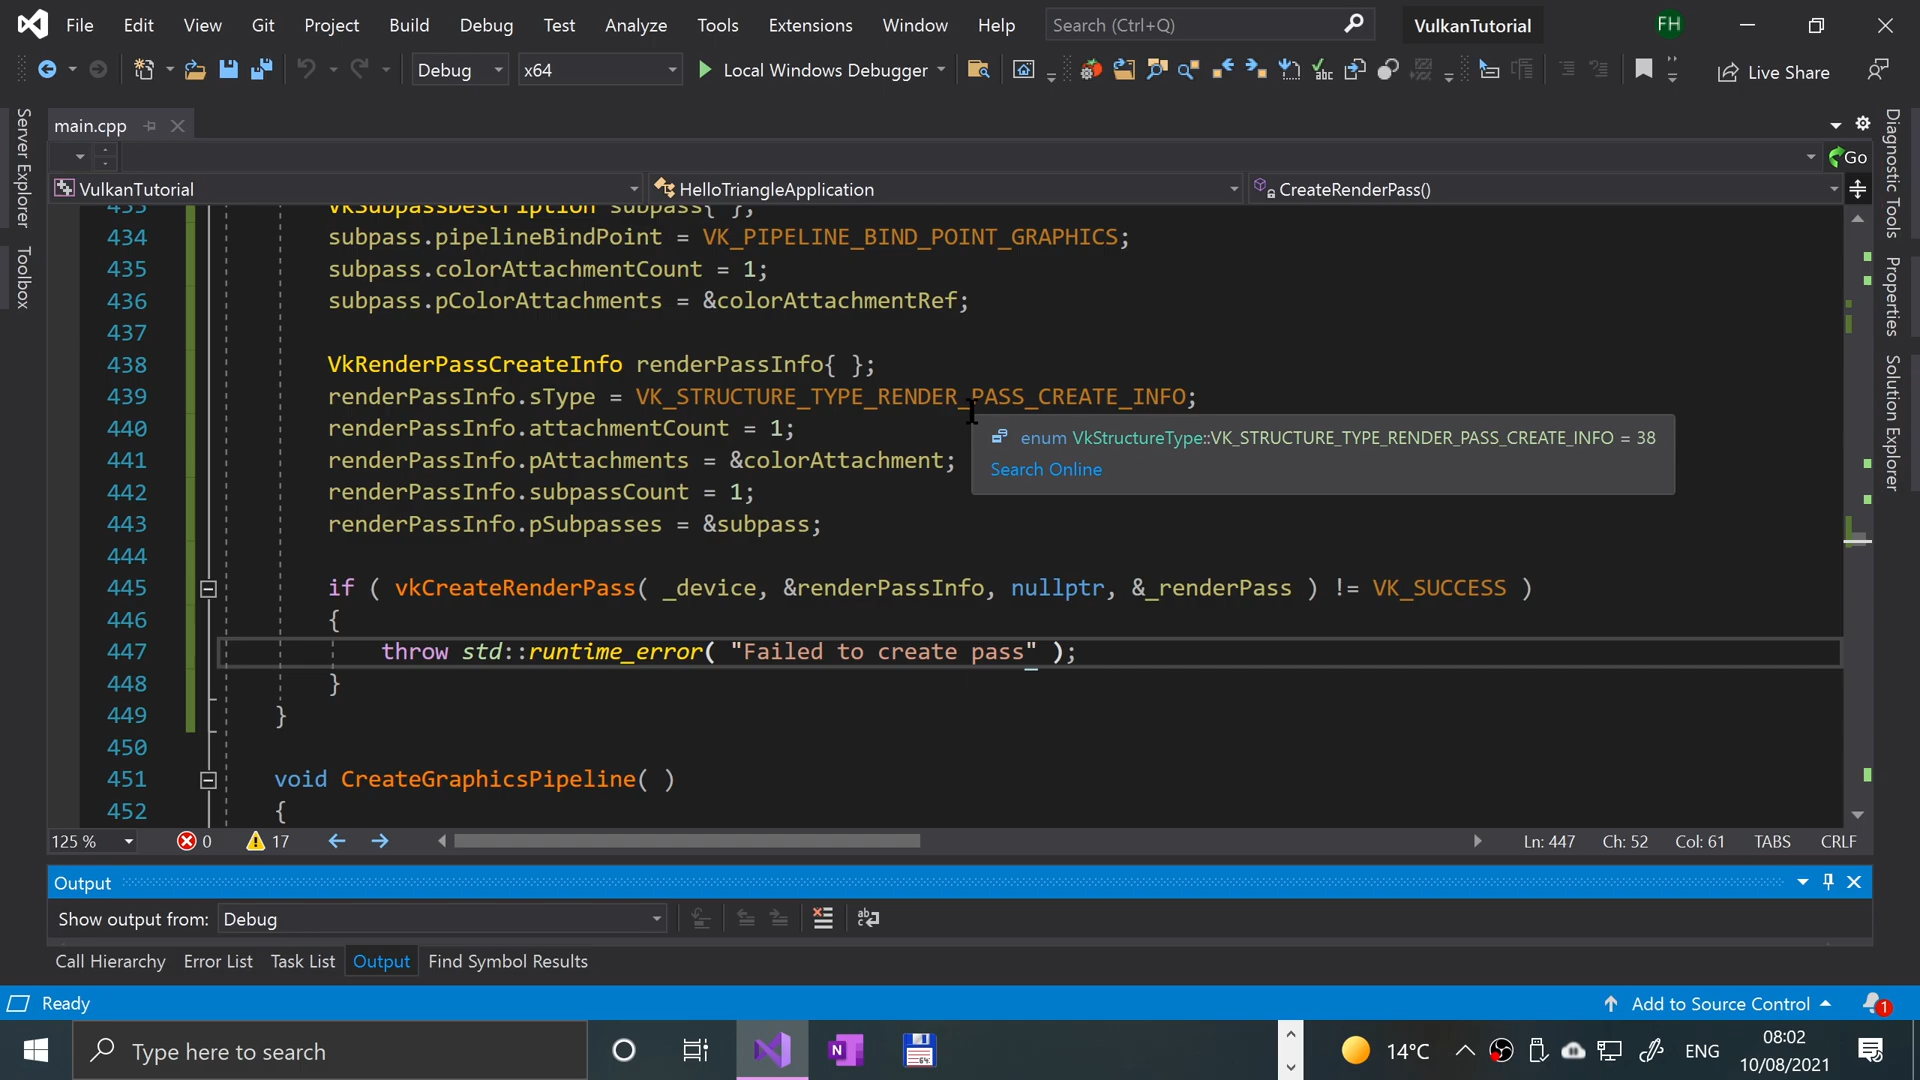 File Edit View Git Project Build Debug Test Analyze Tools Extensions Window Help Search (Ctrl+Q) VulkanTutorial FH
Debug x64 Local Windows Debugger Live Share
main.cpp
Go
VulkanTutorial HelloTriangleApplication CreateRenderPass()
Server Explorer
Toolbox
Diagnostic Tools
Properties
Solution Explorer
433 VkSubpassDescription subpass{ };
434 subpass.pipelineBindPoint = VK_PIPELINE_BIND_POINT_GRAPHICS;
435 subpass.colorAttachmentCount = 1;
436 subpass.pColorAttachments = &colorAttachmentRef;
437
438 VkRenderPassCreateInfo renderPassInfo{ };
439 renderPassInfo.sType = VK_STRUCTURE_TYPE_RENDER_PASS_CREATE_INFO;
440 renderPassInfo.attachmentCount = 1;
enum VkStructureType::VK_STRUCTURE_TYPE_RENDER_PASS_CREATE_INFO = 38
Search Online
441 renderPassInfo.pAttachments = &colorAttachment;
442 renderPassInfo.subpassCount = 1;
443 renderPassInfo.pSubpasses = &subpass;
444
445 if ( vkCreateRenderPass( _device, &renderPassInfo, nullptr, &_renderPass ) != VK_SUCCESS )
446 {
447 throw std::runtime_error( "Failed to create pass" );
448 }
449 }
450
451 void CreateGraphicsPipeline( )
452 {
125 % 0 17 Ln: 447 Ch: 52 Col: 61 TABS CRLF
Output
Show output from: Debug
Call Hierarchy Error List Task List Output Find Symbol Results
Ready Add to Source Control 1
Type here to search 14°C ENG 08:02
10/08/2021